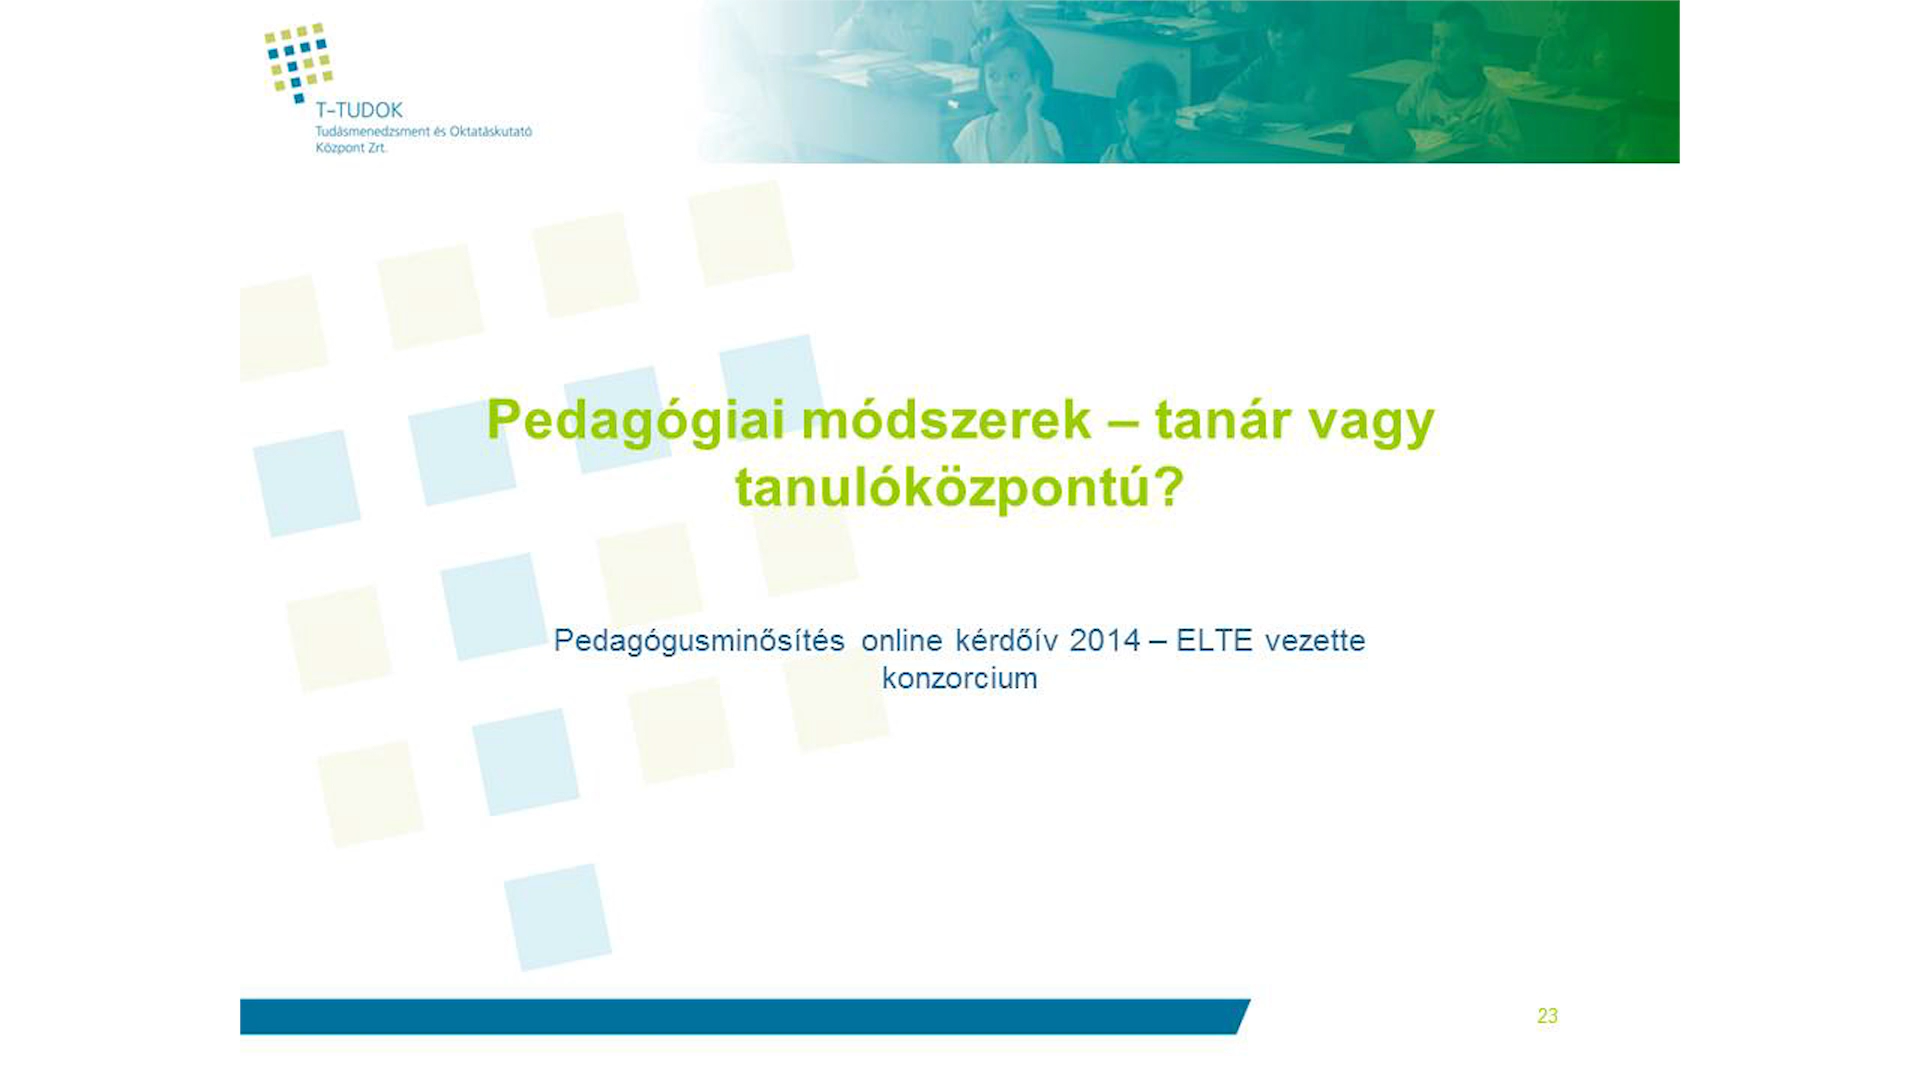 T-TUDOK
Tudásmenedzsment és Oktatáskutató
Központ Zrt.
Pedagógiai módszerek – tanár vagy
tanulóközpontú?
Pedagógusminősítés online kérdőív 2014 – ELTE vezette
konzorcium
23